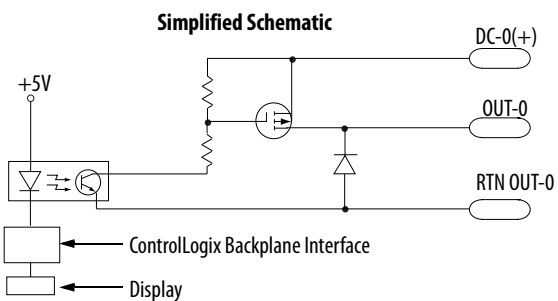 Simplified Schematic
DC-0(+)
+5V
OUT-0
RTN OUT-0
ControlLogix Backplane Interface
Display